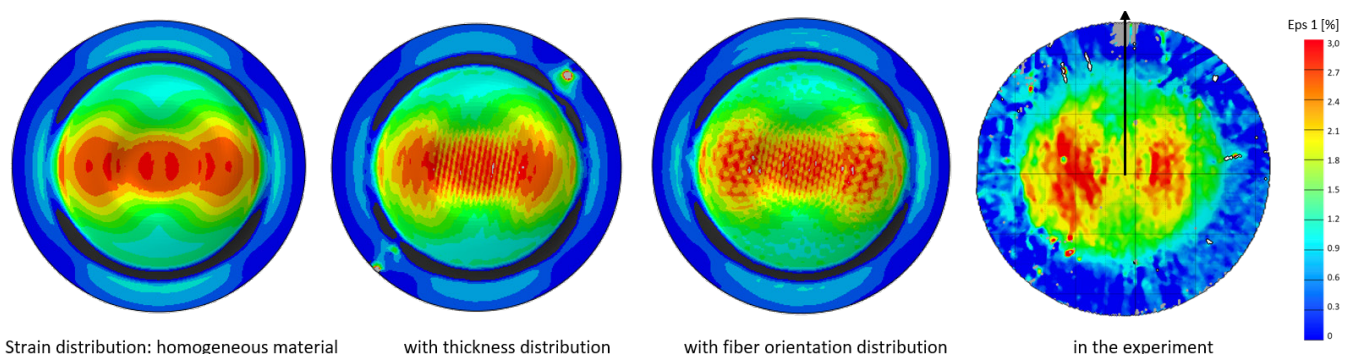 Eps 1 [%]
3,0
2.7
2.4
2.1
1.8
1.5
1.2
0.9
0.6
0.3
0
Strain distribution: homogeneous material
with thickness distribution
with fiber orientation distribution
in the experiment